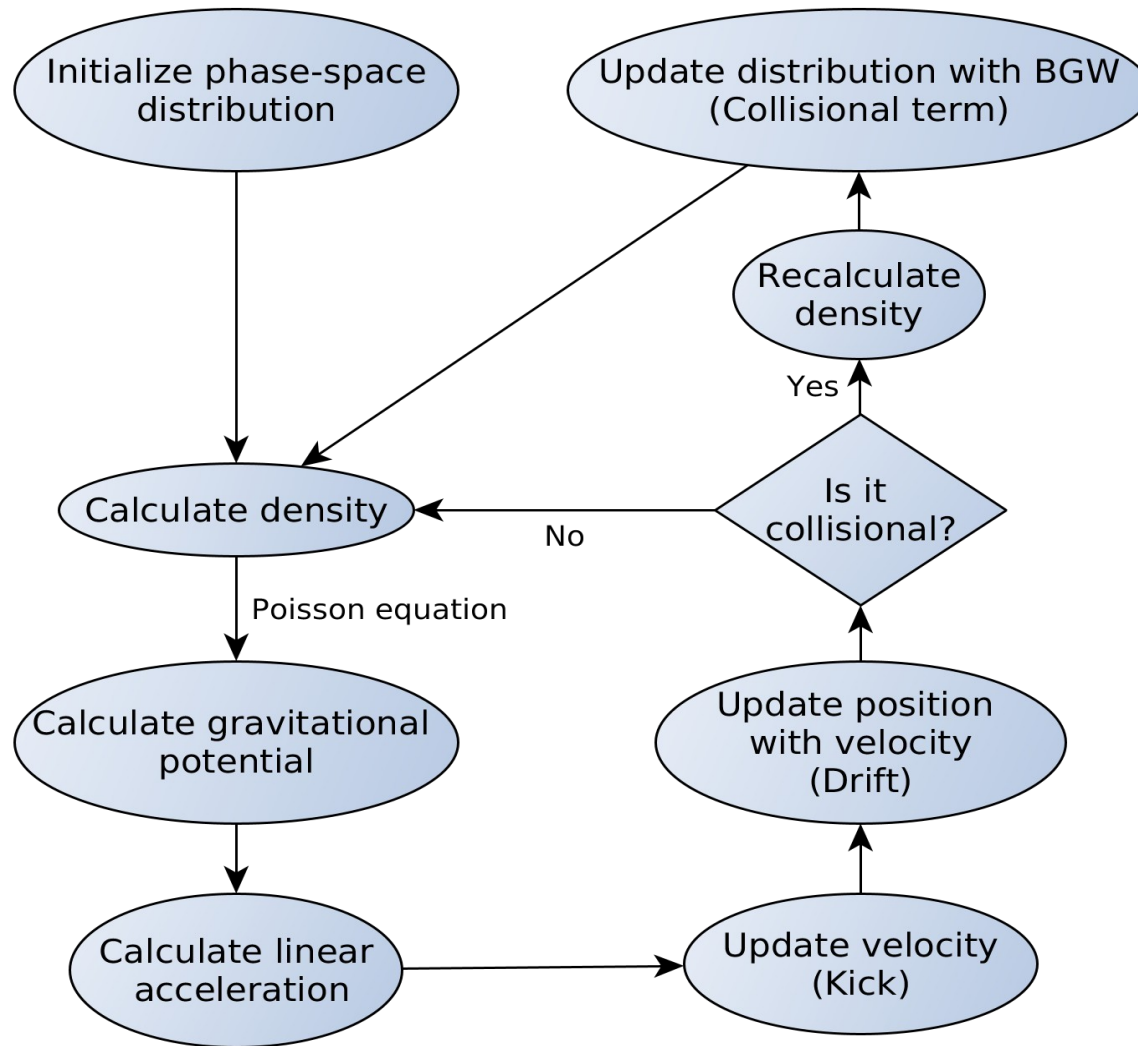 Initialize phase-space
distribution
Update distribution with BGW
(Collisional term)
Recalculate
density
Yes
Is it
collisional?
No
Calculate density
Poisson equation
Calculate gravitational
potential
Update position
with velocity
(Drift)
Calculate linear
acceleration
Update velocity
(Kick)